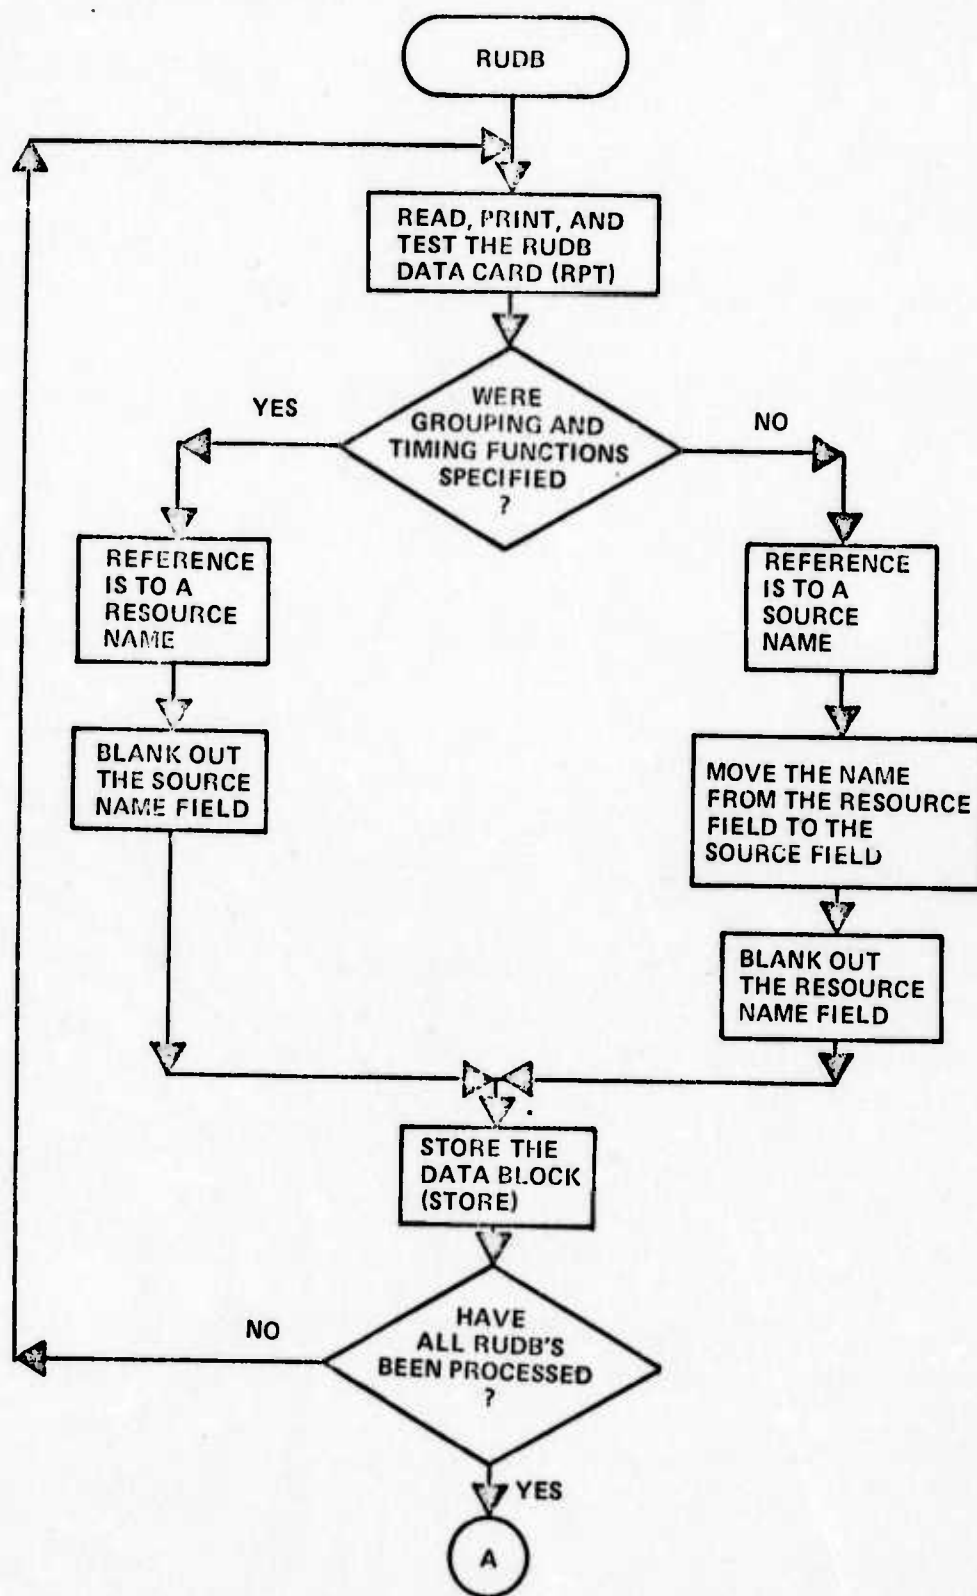 RUDB
READ, PRINT, AND
TEST THE RUDB
DATA CARD (RPT)
WERE
GROUPING AND
TIMING FUNCTIONS
SPECIFIED
?
YES
NO
REFERENCE
IS TO A
RESOURCE
NAME
REFERENCE
IS TO A
SOURCE
NAME
BLANK OUT
THE SOURCE
NAME FIELD
MOVE THE NAME
FROM THE RESOURCE
FIELD TO THE
SOURCE FIELD
BLANK OUT
THE RESOURCE
NAME FIELD
STORE THE
DATA BLOCK
(STORE)
HAVE
ALL RUDB'S
BEEN PROCESSED
?
NO
YES
A